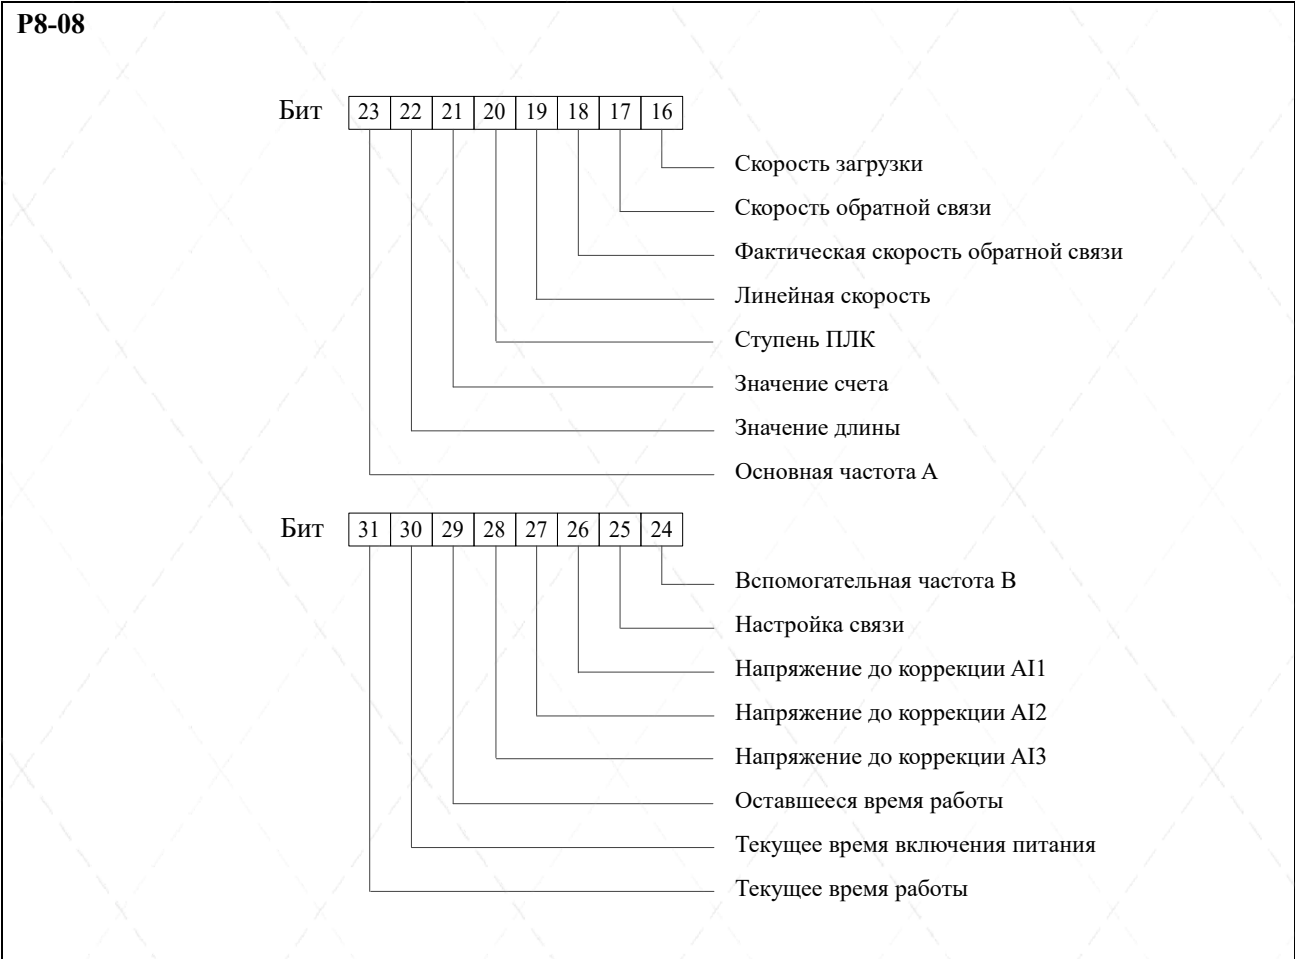 P8-08
Бит 23 22 21 20 19 18 17 16
Скорость загрузки
Скорость обратной связи
Фактическая скорость обратной связи
Линейная скорость
Ступень ПЛК
Значение счета
Значение длины
Основная частота A
Бит 31 30 29 28 27 26 25 24
Вспомогательная частота B
Настройка связи
Напряжение до коррекции AI1
Напряжение до коррекции AI2
Напряжение до коррекции AI3
Оставшееся время работы
Текущее время включения питания
Текущее время работы